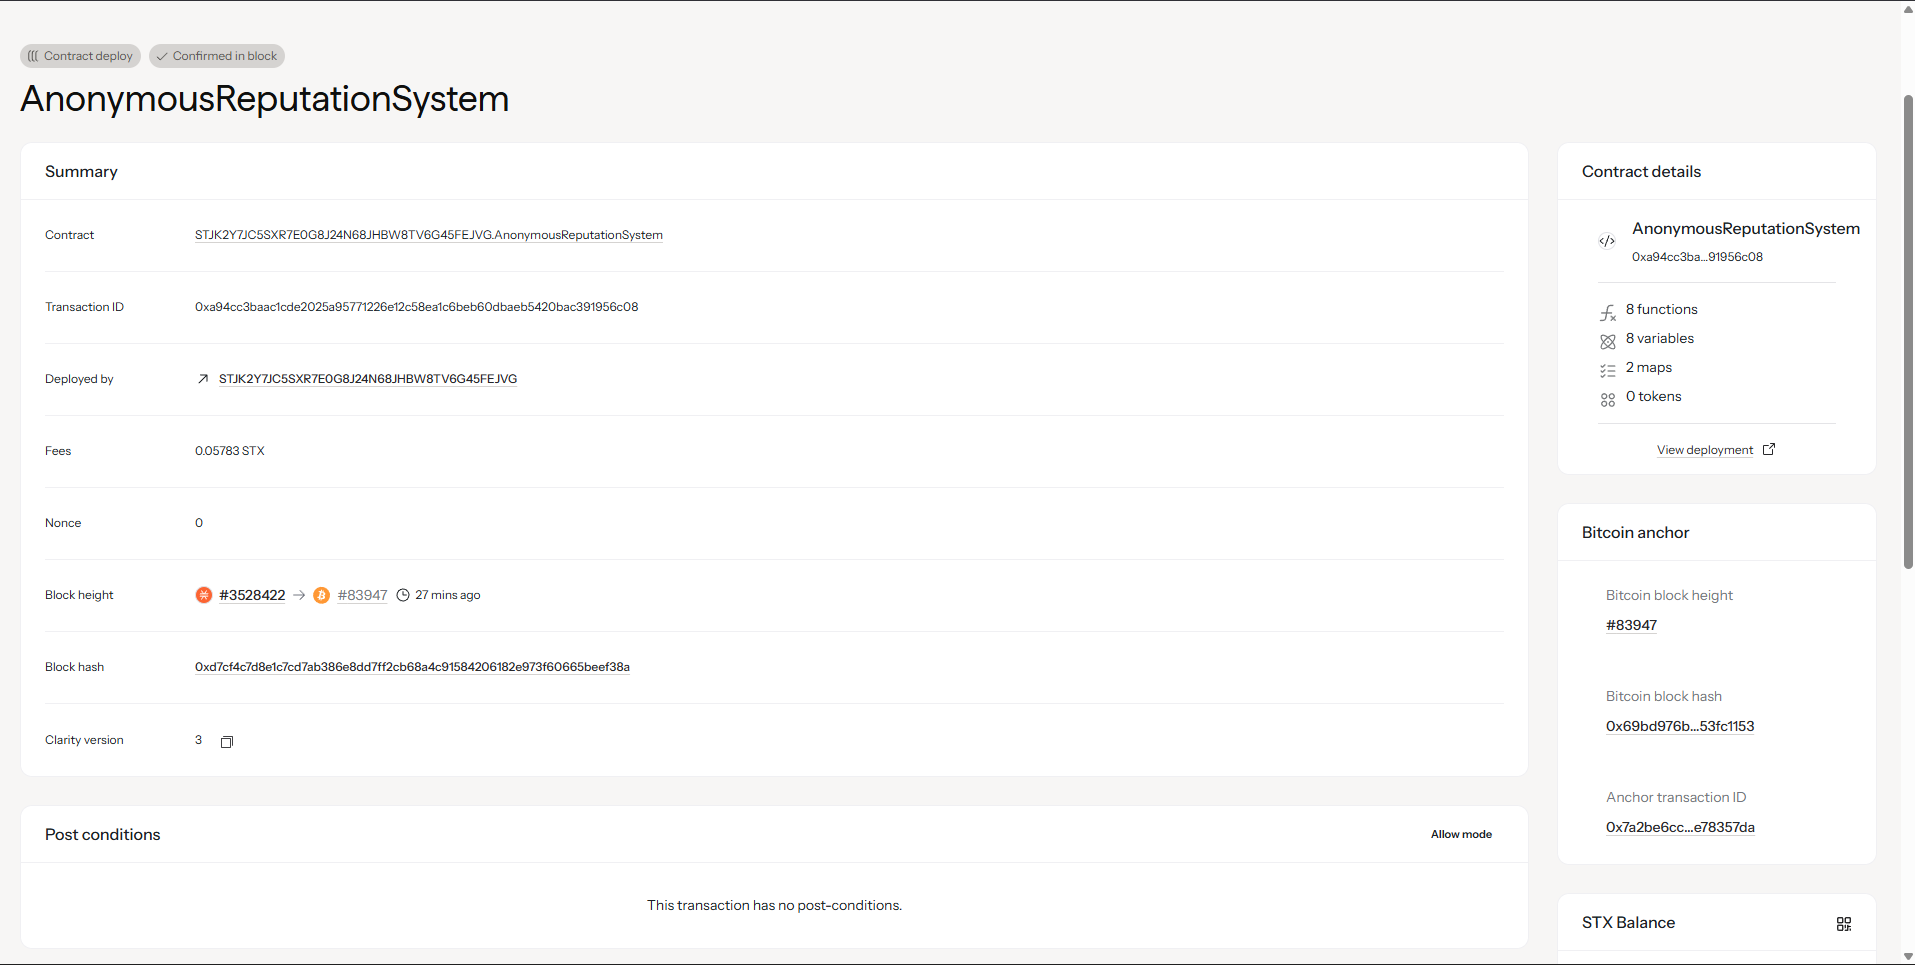 Contract deploy
Confirmed in block
AnonymousReputationSystem
Summary
Contract
STJK2Y7JC5SXR7E0G8J24N68JHBW8TV6G45FEJVG.AnonymousReputationSystem
Transaction ID
0xa94cc3baac1cde2025a95771226e12c58ea1c6beb60dbaeb5420bac391956c08
Deployed by
STJK2Y7JC5SXR7E0G8J24N68JHBW8TV6G45FEJVG
Fees
0.05783 STX
Nonce
0
Block height
#3528422
#83947
27 mins ago
Block hash
0xd7cf4c7d8e1c7cd7ab386e8dd7ff2cb68a4c91584206182e973f60665beef38a
Clarity version
3
Post conditions
Allow mode
This transaction has no post-conditions.
Contract details
AnonymousReputationSystem
0xa94cc3ba...91956c08
8 functions
8 variables
2 maps
0 tokens
View deployment
Bitcoin anchor
Bitcoin block height
#83947
Bitcoin block hash
0x69bd976b...53fc1153
Anchor transaction ID
0x7a2be6cc...e78357da
STX Balance